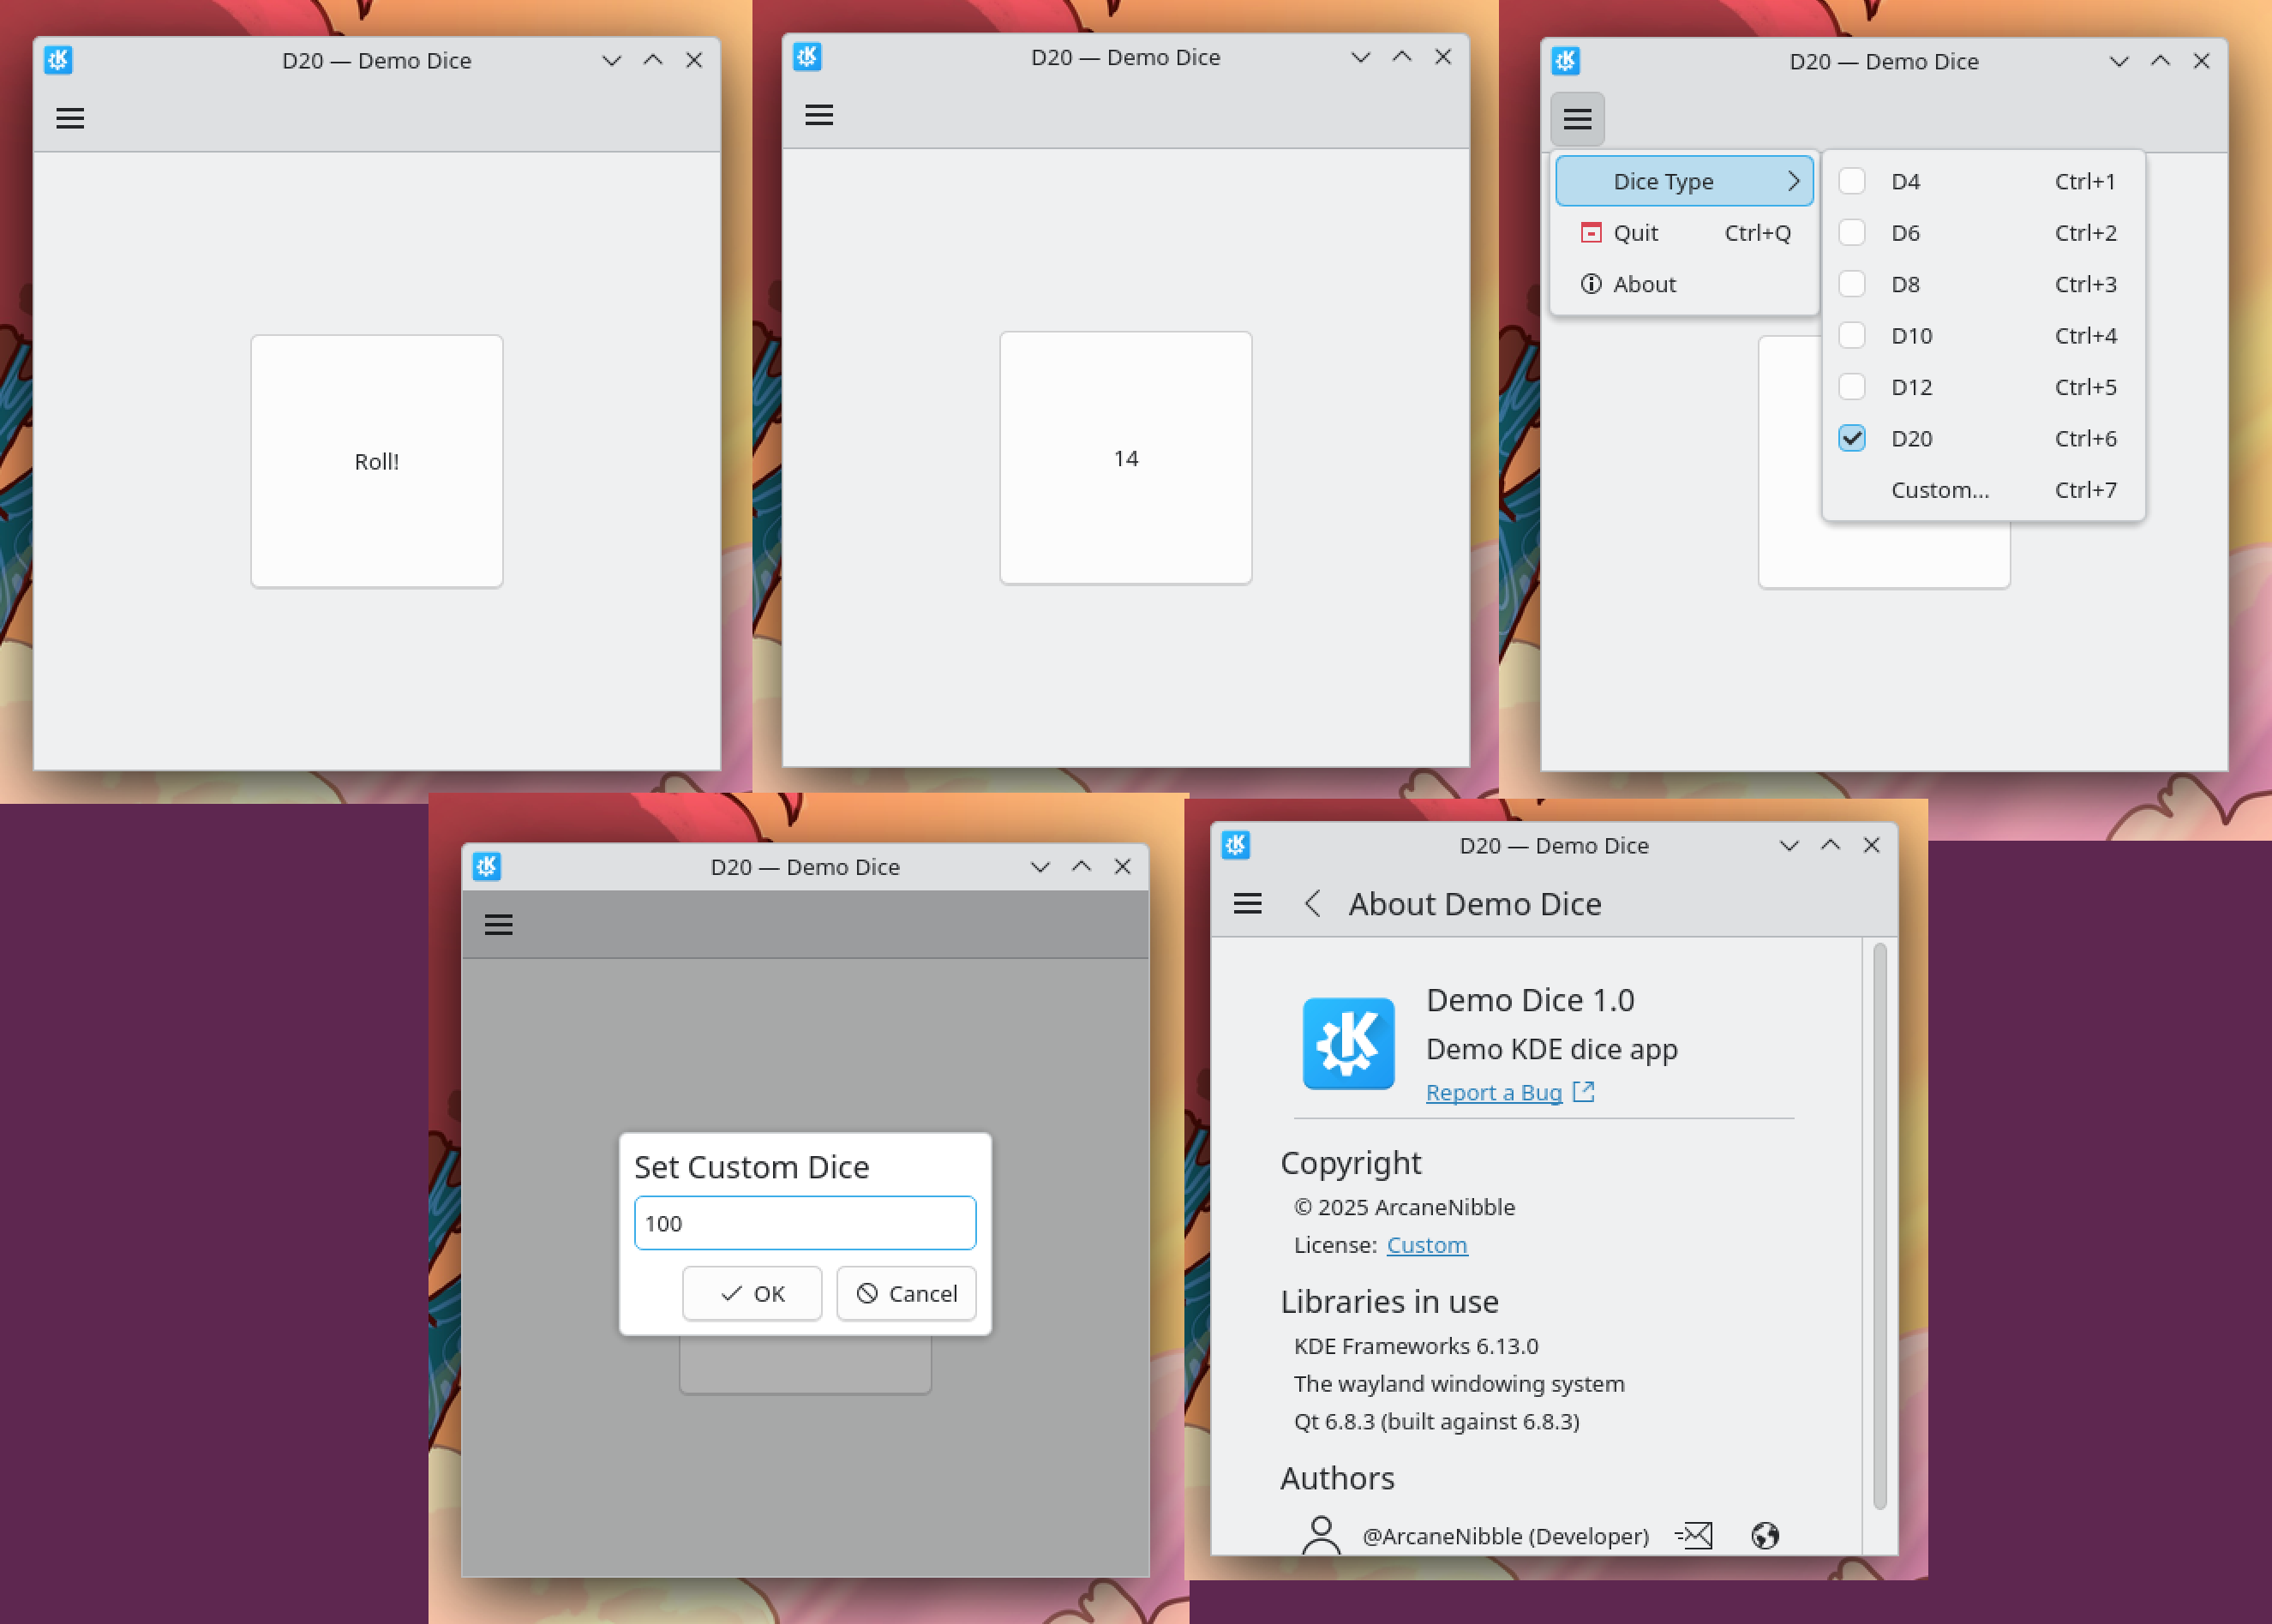 D20 — Demo Dice
Roll!
D20 — Demo Dice
14
D20 — Demo Dice
Dice Type
Quit Ctrl+Q
About
D4 Ctrl+1
D6 Ctrl+2
D8 Ctrl+3
D10 Ctrl+4
D12 Ctrl+5
D20 Ctrl+6
Custom... Ctrl+7
D20 — Demo Dice
Set Custom Dice
100
OK Cancel
D20 — Demo Dice
About Demo Dice
Demo Dice 1.0
Demo KDE dice app
Report a Bug
Copyright
© 2025 ArcaneNibble
License: Custom
Libraries in use
KDE Frameworks 6.13.0
The wayland windowing system
Qt 6.8.3 (built against 6.8.3)
Authors
@ArcaneNibble (Developer)